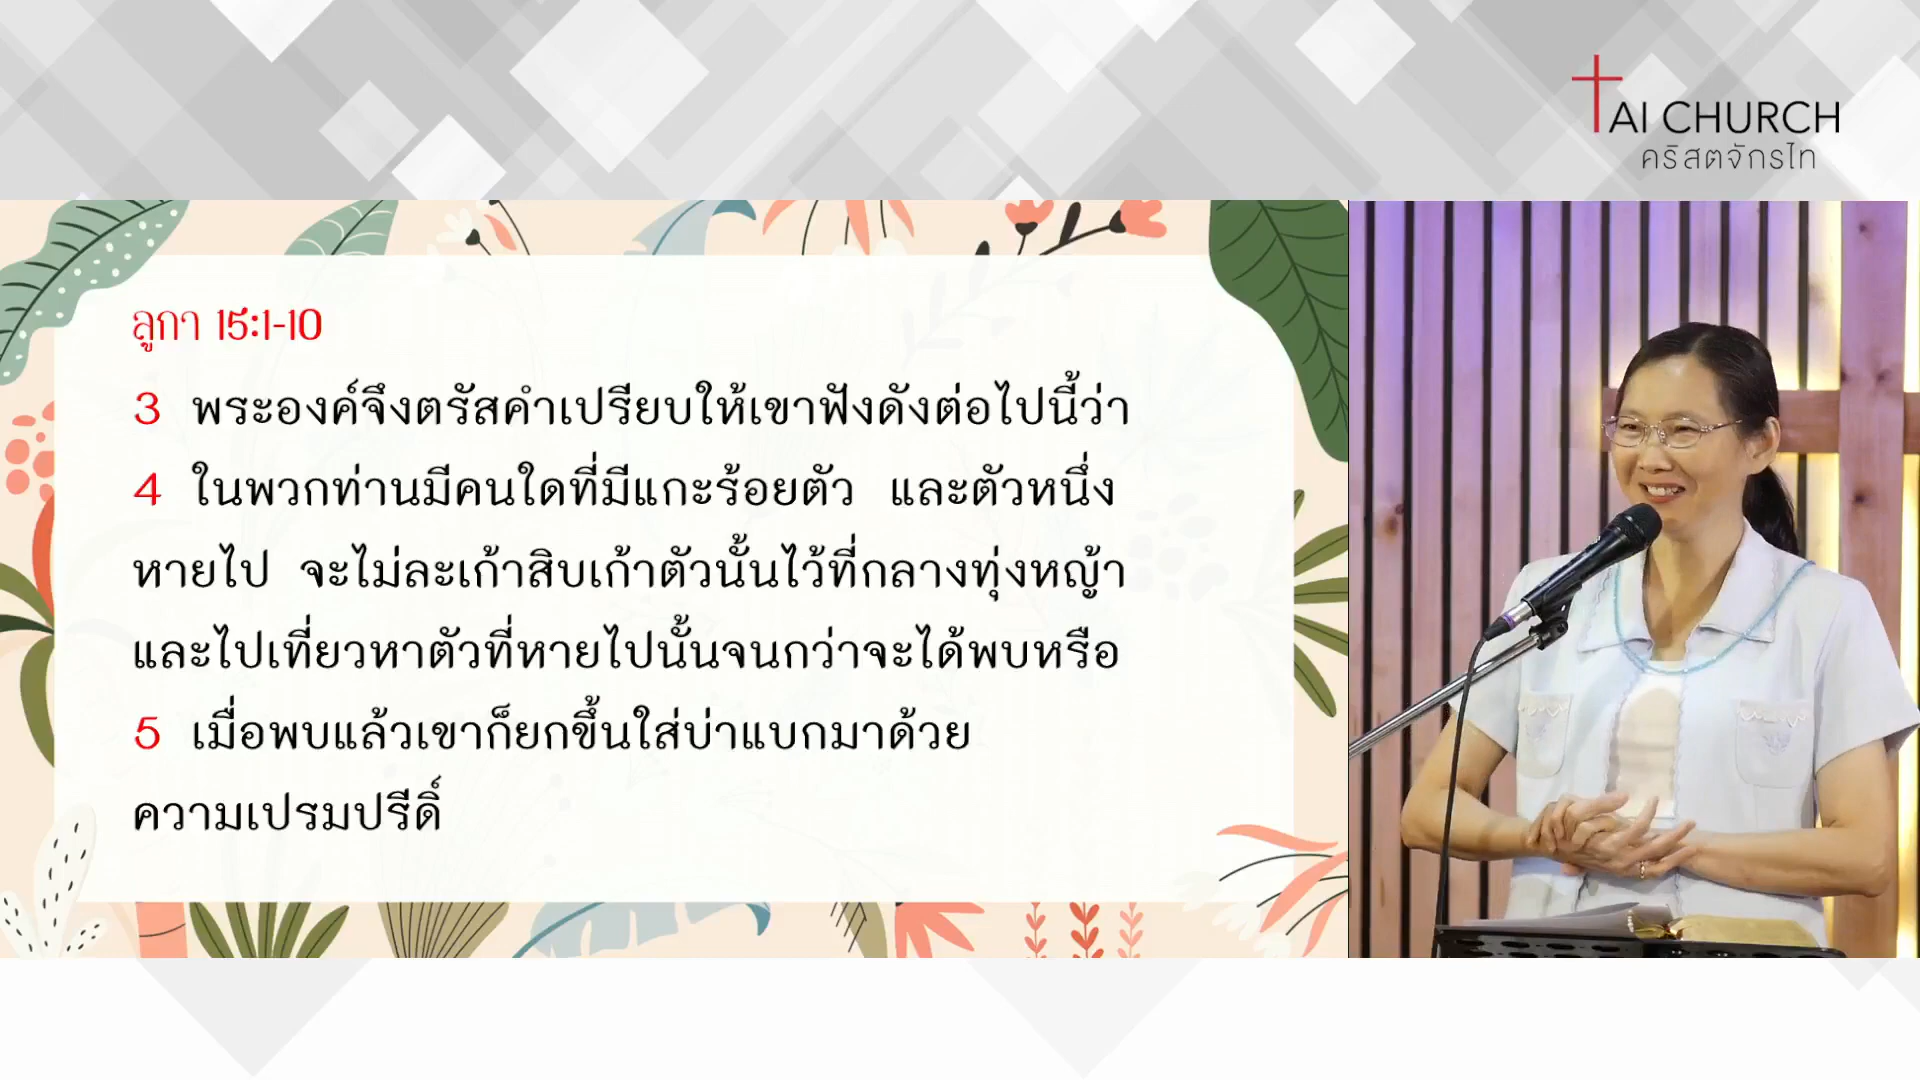 AI CHURCH
คริสตจักรไท
ลูกา 15:1-10
3 พระองค์จึงตรัสคำเปรียบให้เขาฟังดังต่อไปนี้ว่า
4 ในพวกท่านมีคนใดที่มีแกะร้อยตัว และตัวหนึ่ง
หายไป จะไม่ละเก้าสิบเก้าตัวนั้นไว้ที่กลางทุ่งหญ้า
และไปเที่ยวหาตัวที่หายไปนั้นจนกว่าจะได้พบหรือ
5 เมื่อพบแล้วเขาก็ยกขึ้นใส่บ่าแบกมาด้วย
ความเปรมปรีดิ์